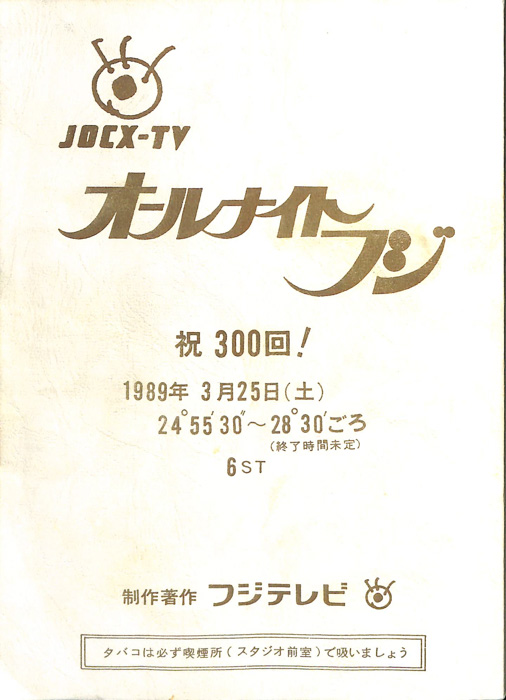 JOCX-TV
オールナイト
フジ
祝 300回!
1989年 3月25日(土)
24°55′30″～28°30′ごろ
(終了時間未定)
6ST
制作著作 フジテレビ
タバコは必ず喫煙所(スタジオ前室)で吸いましょう